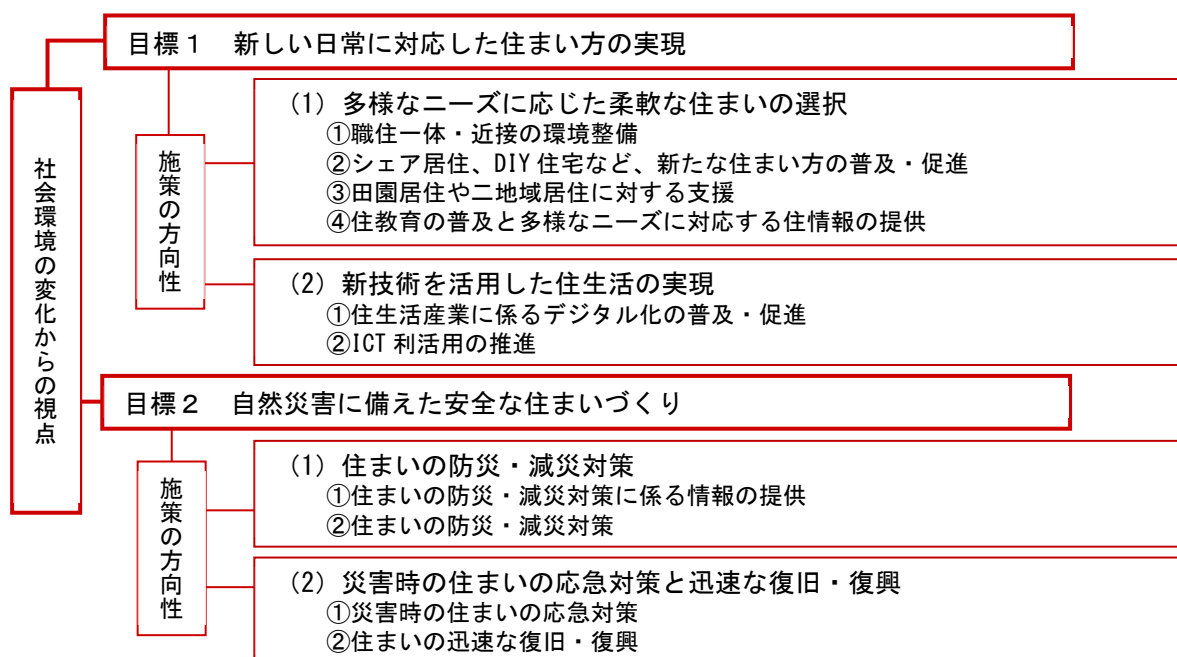 社会環境の変化からの視点
目標１　新しい日常に対応した住まい方の実現
施策の方向性
(1) 多様なニーズに応じた柔軟な住まいの選択
①職住一体・近接の環境整備
②シェア居住、DIY 住宅など、新たな住まい方の普及・促進
③田園居住や二地域居住に対する支援
④住教育の普及と多様なニーズに対応する住情報の提供
(2) 新技術を活用した住生活の実現
①住生活産業に係るデジタル化の普及・促進
②ICT 利活用の推進
目標２　自然災害に備えた安全な住まいづくり
施策の方向性
(1) 住まいの防災・減災対策
①住まいの防災・減災対策に係る情報の提供
②住まいの防災・減災対策
(2) 災害時の住まいの応急対策と迅速な復旧・復興
①災害時の住まいの応急対策
②住まいの迅速な復旧・復興